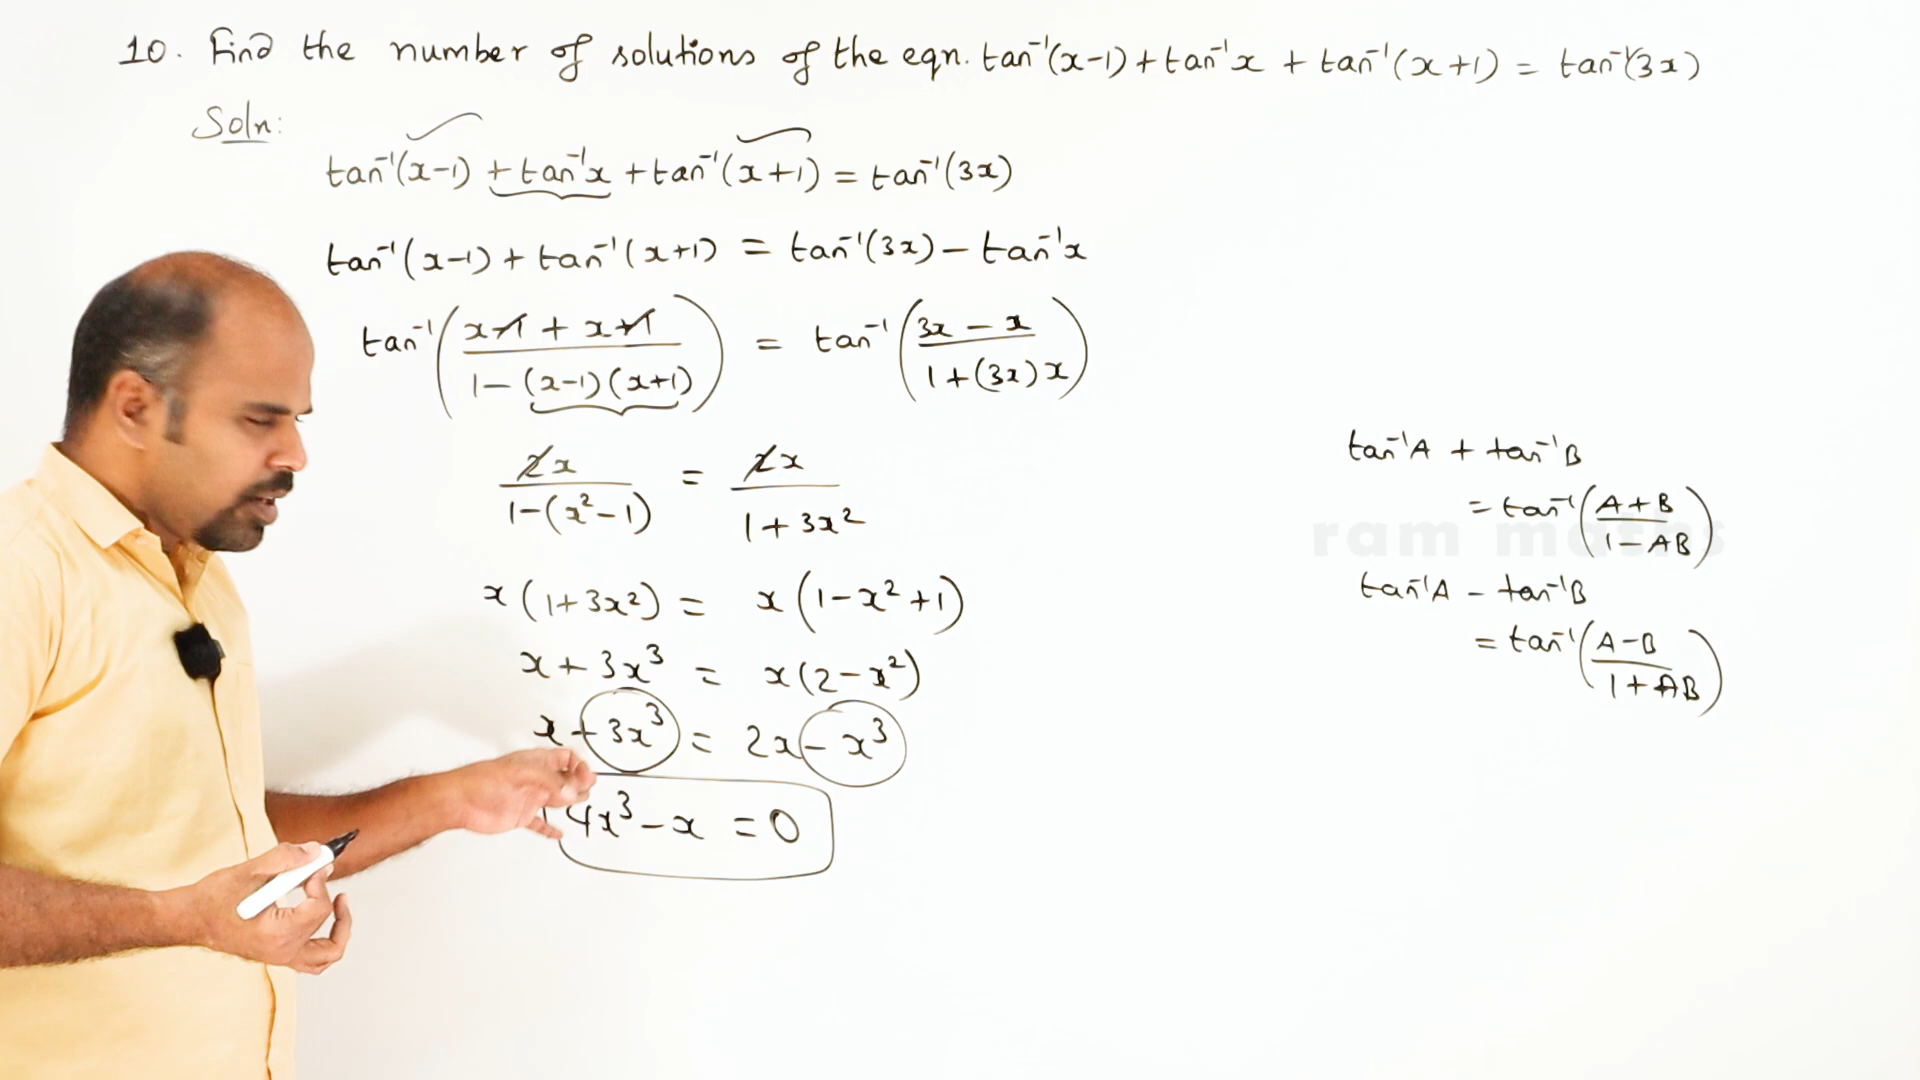 10. Find the number of solutions of the eqn. tan⁻¹(x-1) + tan⁻¹x + tan⁻¹(x+1) = tan⁻¹(3x)
Soln:
tan⁻¹(x-1) + tan⁻¹x + tan⁻¹(x+1) = tan⁻¹(3x)
tan⁻¹(x-1) + tan⁻¹(x+1) = tan⁻¹(3x) - tan⁻¹x
tan⁻¹((x-1 + x+1)/(1-(x-1)(x+1))) = tan⁻¹((3x-x)/(1+(3x)x))
2x/(1-(x²-1)) = 2x/(1+3x²)
x(1+3x²) = x(1-x²+1)
x+3x³ = x(2-x²)
x+3x³ = 2x-x³
4x³-x = 0
tan⁻¹A + tan⁻¹B
= tan⁻¹((A+B)/(1-AB))
tan⁻¹A - tan⁻¹B
= tan⁻¹((A-B)/(1+AB))
ram maths